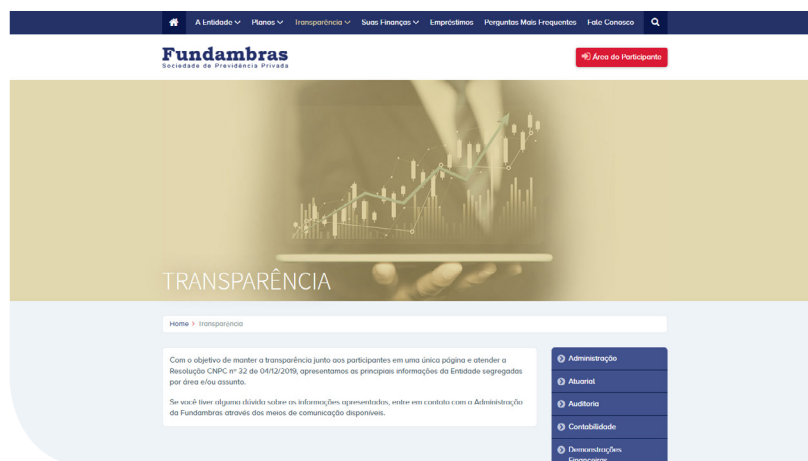 A Entidade Planos Transparência Suas Finanças Empréstimos Perguntas Mais Frequentes Fale Conosco
Fundambras
Sociedade de Previdência Privada
Área do Participante
TRANSPARÊNCIA
Home > Transparência
Com o objetivo de manter a transparência junto aos participantes em uma única página e atender a
Resolução CNPC nº 32 de 04/12/2019, apresentamos as principais informações da Entidade segregadas
por área e/ou assunto.
Se você tiver alguma dúvida sobre as informações apresentadas, entre em contato com a Administração
da Fundambras através dos meios de comunicação disponíveis.
Administração
Atuarial
Auditoria
Contabilidade
Demonstrações
Financeiras